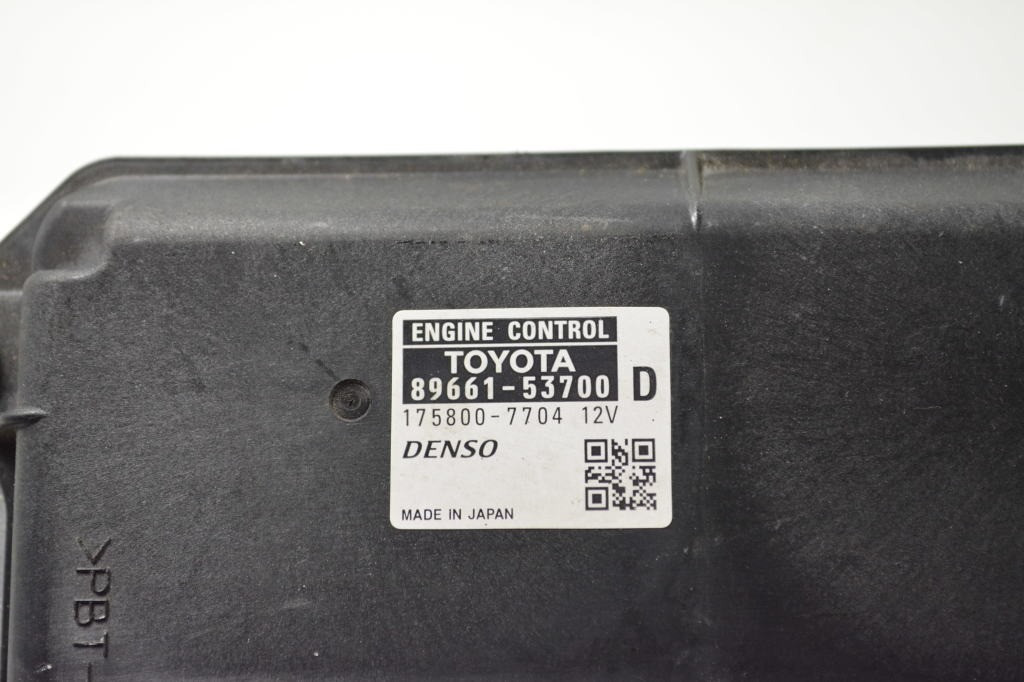 ENGINE CONTROL
TOYOTA
89661-53700 D
175800-7704 12V
DENSO
MADE IN JAPAN
>PBT-